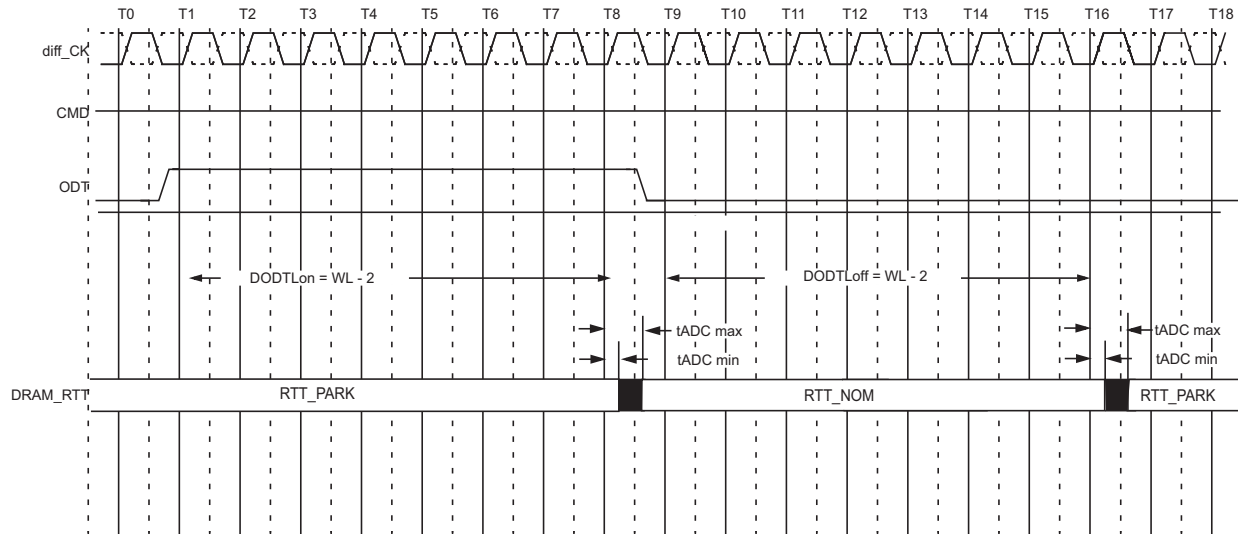 T0 T1 T2 T3 T4 T5 T6 T7 T8 T9 T10 T11 T12 T13 T14 T15 T16 T17 T18
diff_CK
CMD
ODT
DODTLon = WL - 2
DODTLoff = WL - 2
tADC max
tADC max
tADC min
tADC min
DRAM_RTT
RTT_PARK
RTT_NOM
RTT_PARK